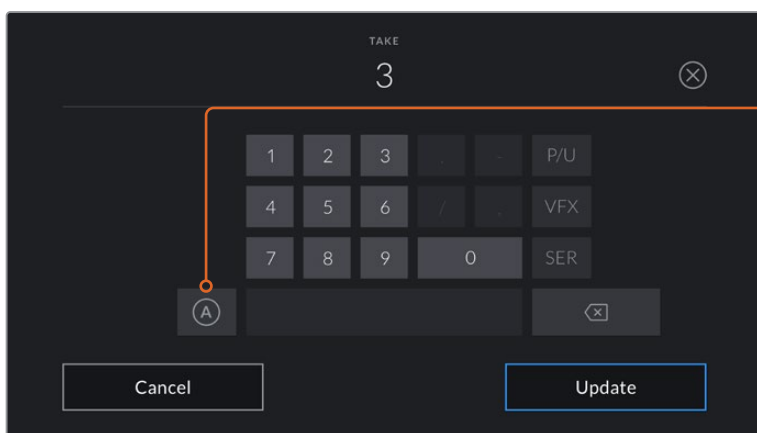 TAKE
3
1 2 3 . - P/U
4 5 6 / , VFX
7 8 9 0 SER
A
Cancel Update